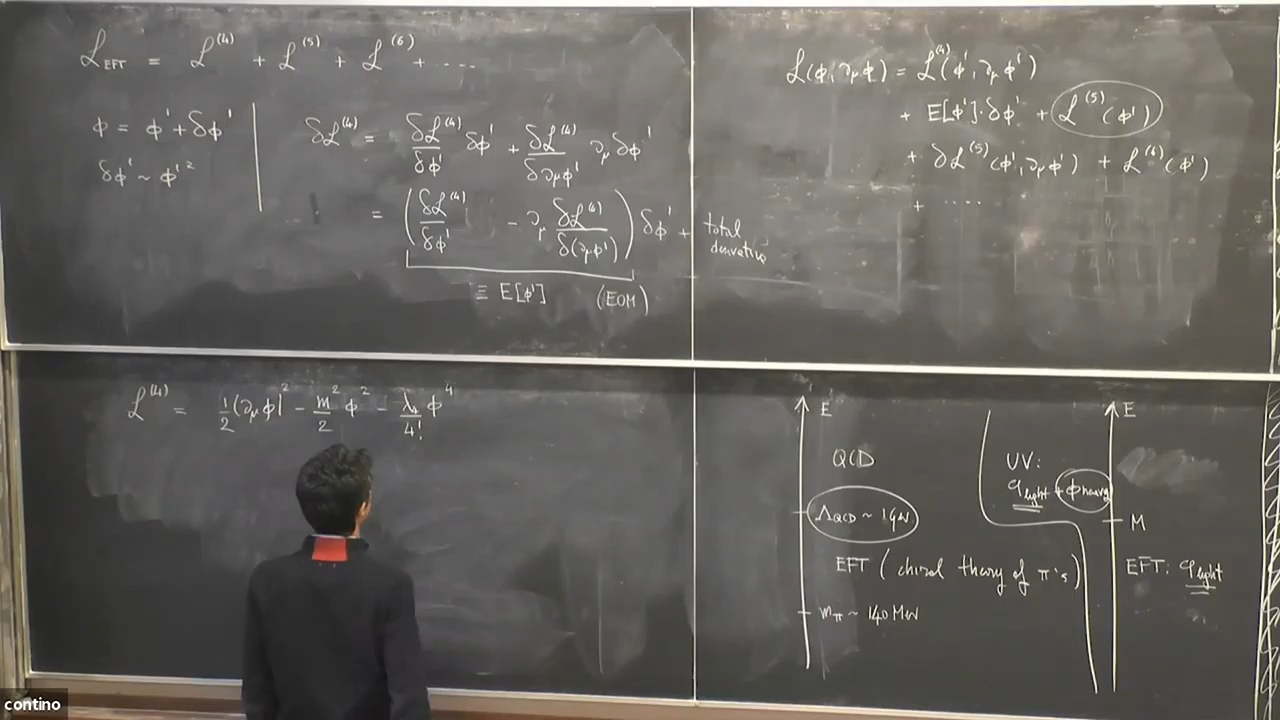 ℒ_EFT = ℒ^(4) + ℒ^(5) + ℒ^(6) + ....
ϕ = ϕ' + δϕ'
δϕ' ~ ϕ'^2
δℒ^(4) = δℒ^(4)/δϕ' δϕ' + δℒ^(4)/δ∂_μϕ' ∂_μ δϕ'
= (δℒ^(4)/δϕ' - ∂_μ δℒ^(4)/δ(∂_μϕ')) δϕ' + total derivative
≡ E[ϕ'] (EOM)
ℒ(ϕ, ∂_μϕ) = ℒ^(4)(ϕ', ∂_μϕ')
+ E[ϕ']·δϕ' + ℒ^(5)(ϕ')
+ δℒ^(5)(ϕ', ∂_μϕ') + ℒ^(6)(ϕ')
+ ....
ℒ^(4) = 1/2 (∂_μϕ)^2 - m^2/2 ϕ^2 - λ_4/4! ϕ^4
E
QCD
Λ_QCD ~ 1 GeV
EFT (chiral theory of π's)
m_π ~ 140 MeV
E
UV:
φ_light + ϕ_heavy
M
EFT: φ_light
contino